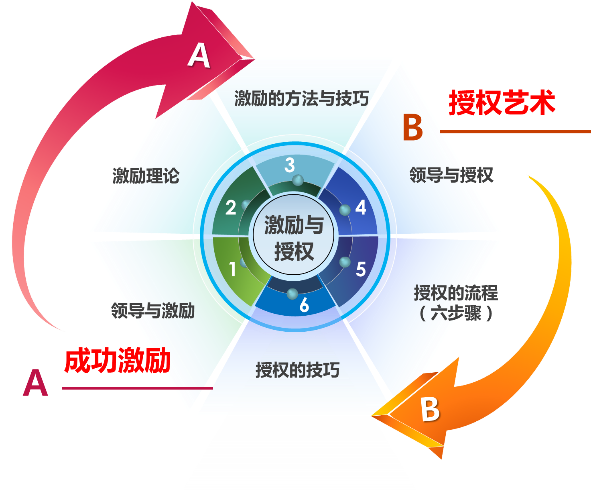 A
激励的方法与技巧
B
授权艺术
激励理论
领导与授权
3
2
4
激励与
授权
1
5
6
领导与激励
授权的流程
（六步骤）
A
成功激励
授权的技巧
B